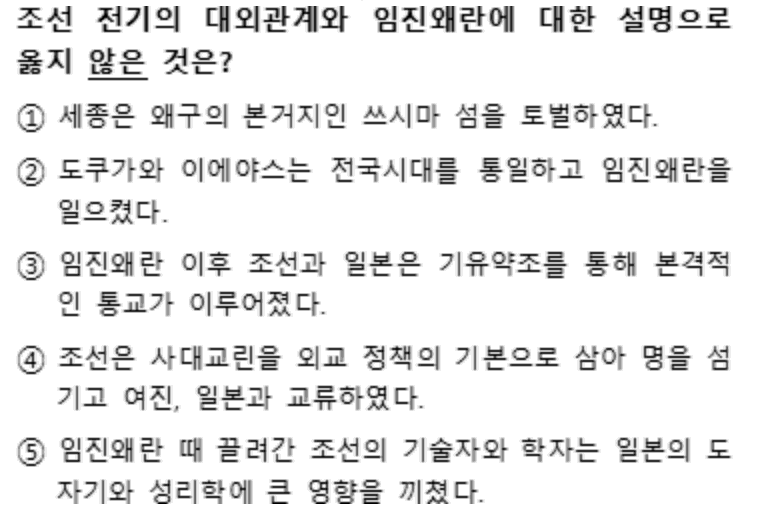 조선 전기의 대외관계와 임진왜란에 대한 설명으로
옳지 않은 것은?
① 세종은 왜구의 본거지인 쓰시마 섬을 토벌하였다.
② 도쿠가와 이에야스는 전국시대를 통일하고 임진왜란을
일으켰다.
③ 임진왜란 이후 조선과 일본은 기유약조를 통해 본격적
인 통교가 이루어졌다.
④ 조선은 사대교린을 외교 정책의 기본으로 삼아 명을 섬
기고 여진, 일본과 교류하였다.
⑤ 임진왜란 때 끌려간 조선의 기술자와 학자는 일본의 도
자기와 성리학에 큰 영향을 끼쳤다.